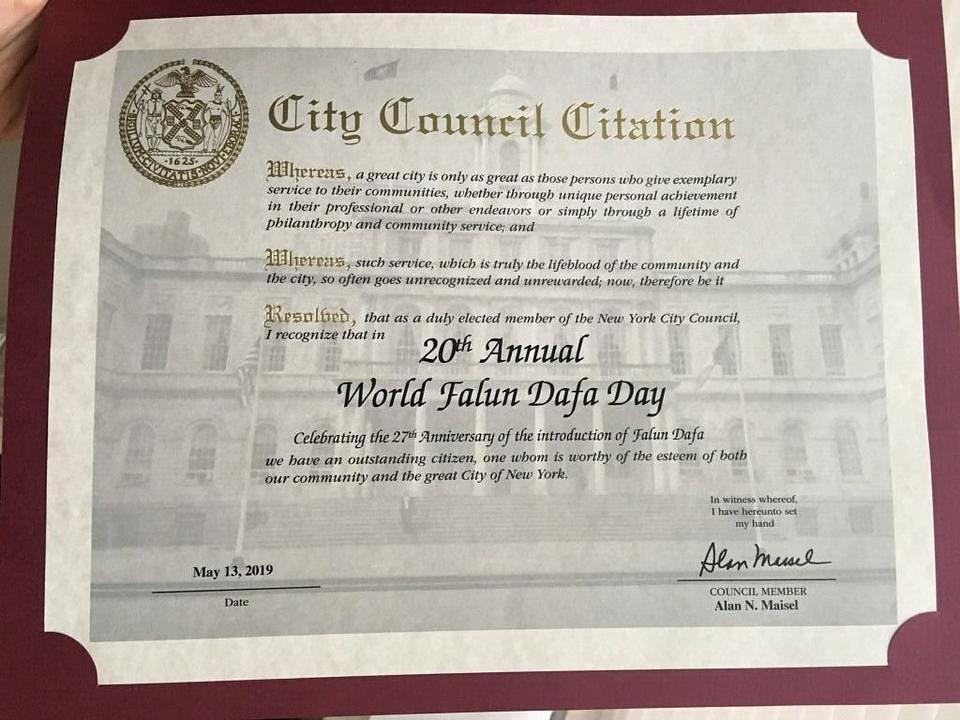 City Council Citation
Whereas, a great city is only as great as those persons who give exemplary
service to their communities, whether through unique personal achievement
in their professional or other endeavors or simply through a lifetime of
philanthropy and community service; and
Whereas, such service, which is truly the lifeblood of the community and
the city, so often goes unrecognized and unrewarded; now, therefore be it
Resolved, that as a duly elected member of the New York City Council,
I recognize that in
20th Annual
World Falun Dafa Day
Celebrating the 27th Anniversary of the introduction of Falun Dafa
we have an outstanding citizen, one whom is worthy of the esteem of both
our community and the great City of New York.
In witness whereof,
I have hereunto set
my hand
Alan Maisel
COUNCIL MEMBER
Alan N. Maisel
May 13, 2019
Date
SIGILLUM CIVITATIS NOVI EBORACI
1625